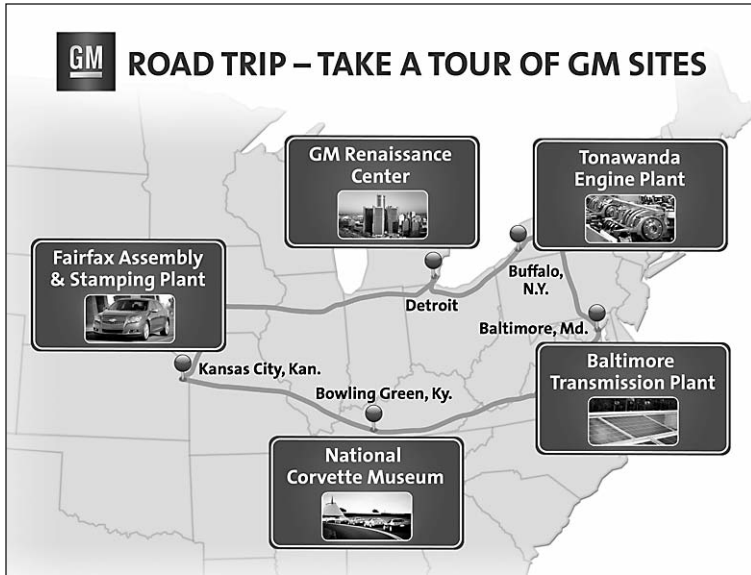 GM ROAD TRIP – TAKE A TOUR OF GM SITES
GM Renaissance
Center
Tonawanda
Engine Plant
Fairfax Assembly
& Stamping Plant
Detroit
Buffalo,
N.Y.
Baltimore, Md.
Kansas City, Kan.
Bowling Green, Ky.
Baltimore
Transmission Plant
National
Corvette Museum